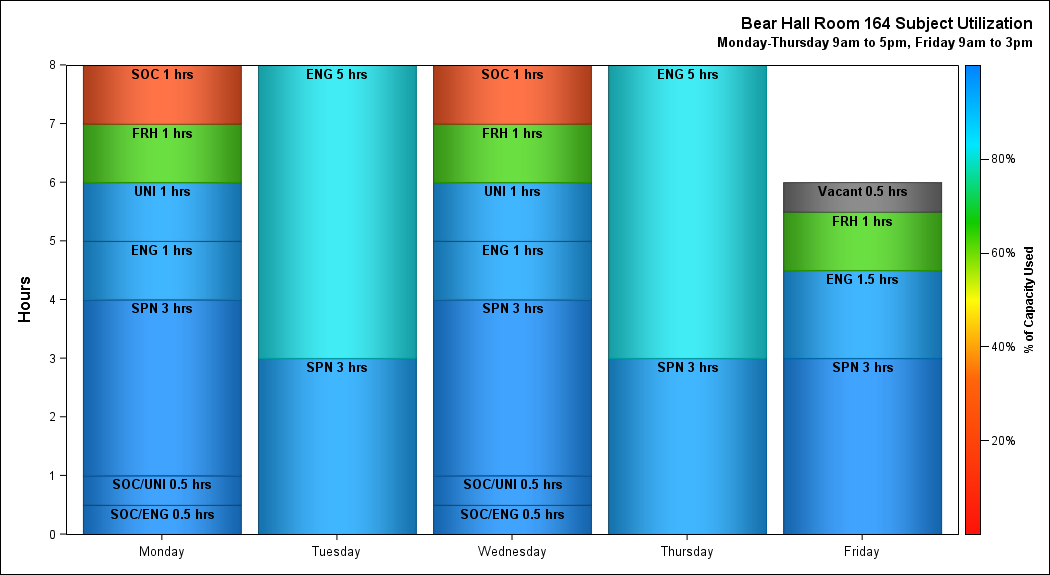 Bear Hall Room 164 Subject Utilization
Monday-Thursday 9am to 5pm, Friday 9am to 3pm
Hours
8
7
6
5
4
3
2
1
0
SOC 1 hrs
FRH 1 hrs
UNI 1 hrs
ENG 1 hrs
SPN 3 hrs
SOC/UNI 0.5 hrs
SOC/ENG 0.5 hrs
Monday
ENG 5 hrs
SPN 3 hrs
Tuesday
SOC 1 hrs
FRH 1 hrs
UNI 1 hrs
ENG 1 hrs
SPN 3 hrs
SOC/UNI 0.5 hrs
SOC/ENG 0.5 hrs
Wednesday
ENG 5 hrs
SPN 3 hrs
Thursday
Vacant 0.5 hrs
FRH 1 hrs
ENG 1.5 hrs
SPN 3 hrs
Friday
80%
60%
40%
20%
% of Capacity Used